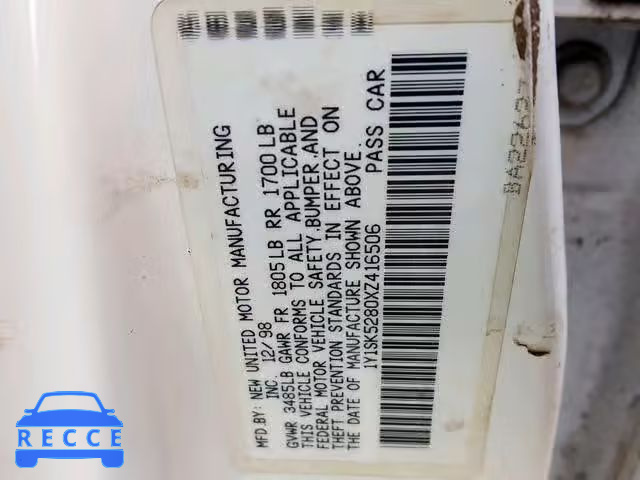 MFD.BY: NEW UNITED MOTOR MANUFACTURING
INC. 12/98
GVWR 3485LB GAWR FR 1805LB RR 1700LB
THIS VEHICLE CONFORMS TO ALL APPLICABLE
FEDERAL MOTOR VEHICLE SAFETY,BUMPER,AND
THEFT PREVENTION STANDARDS IN EFFECT ON
THE DATE OF MANUFACTURE SHOWN ABOVE.
1Y1SK5280XZ416506 PASS CAR
BA22637
RECCE